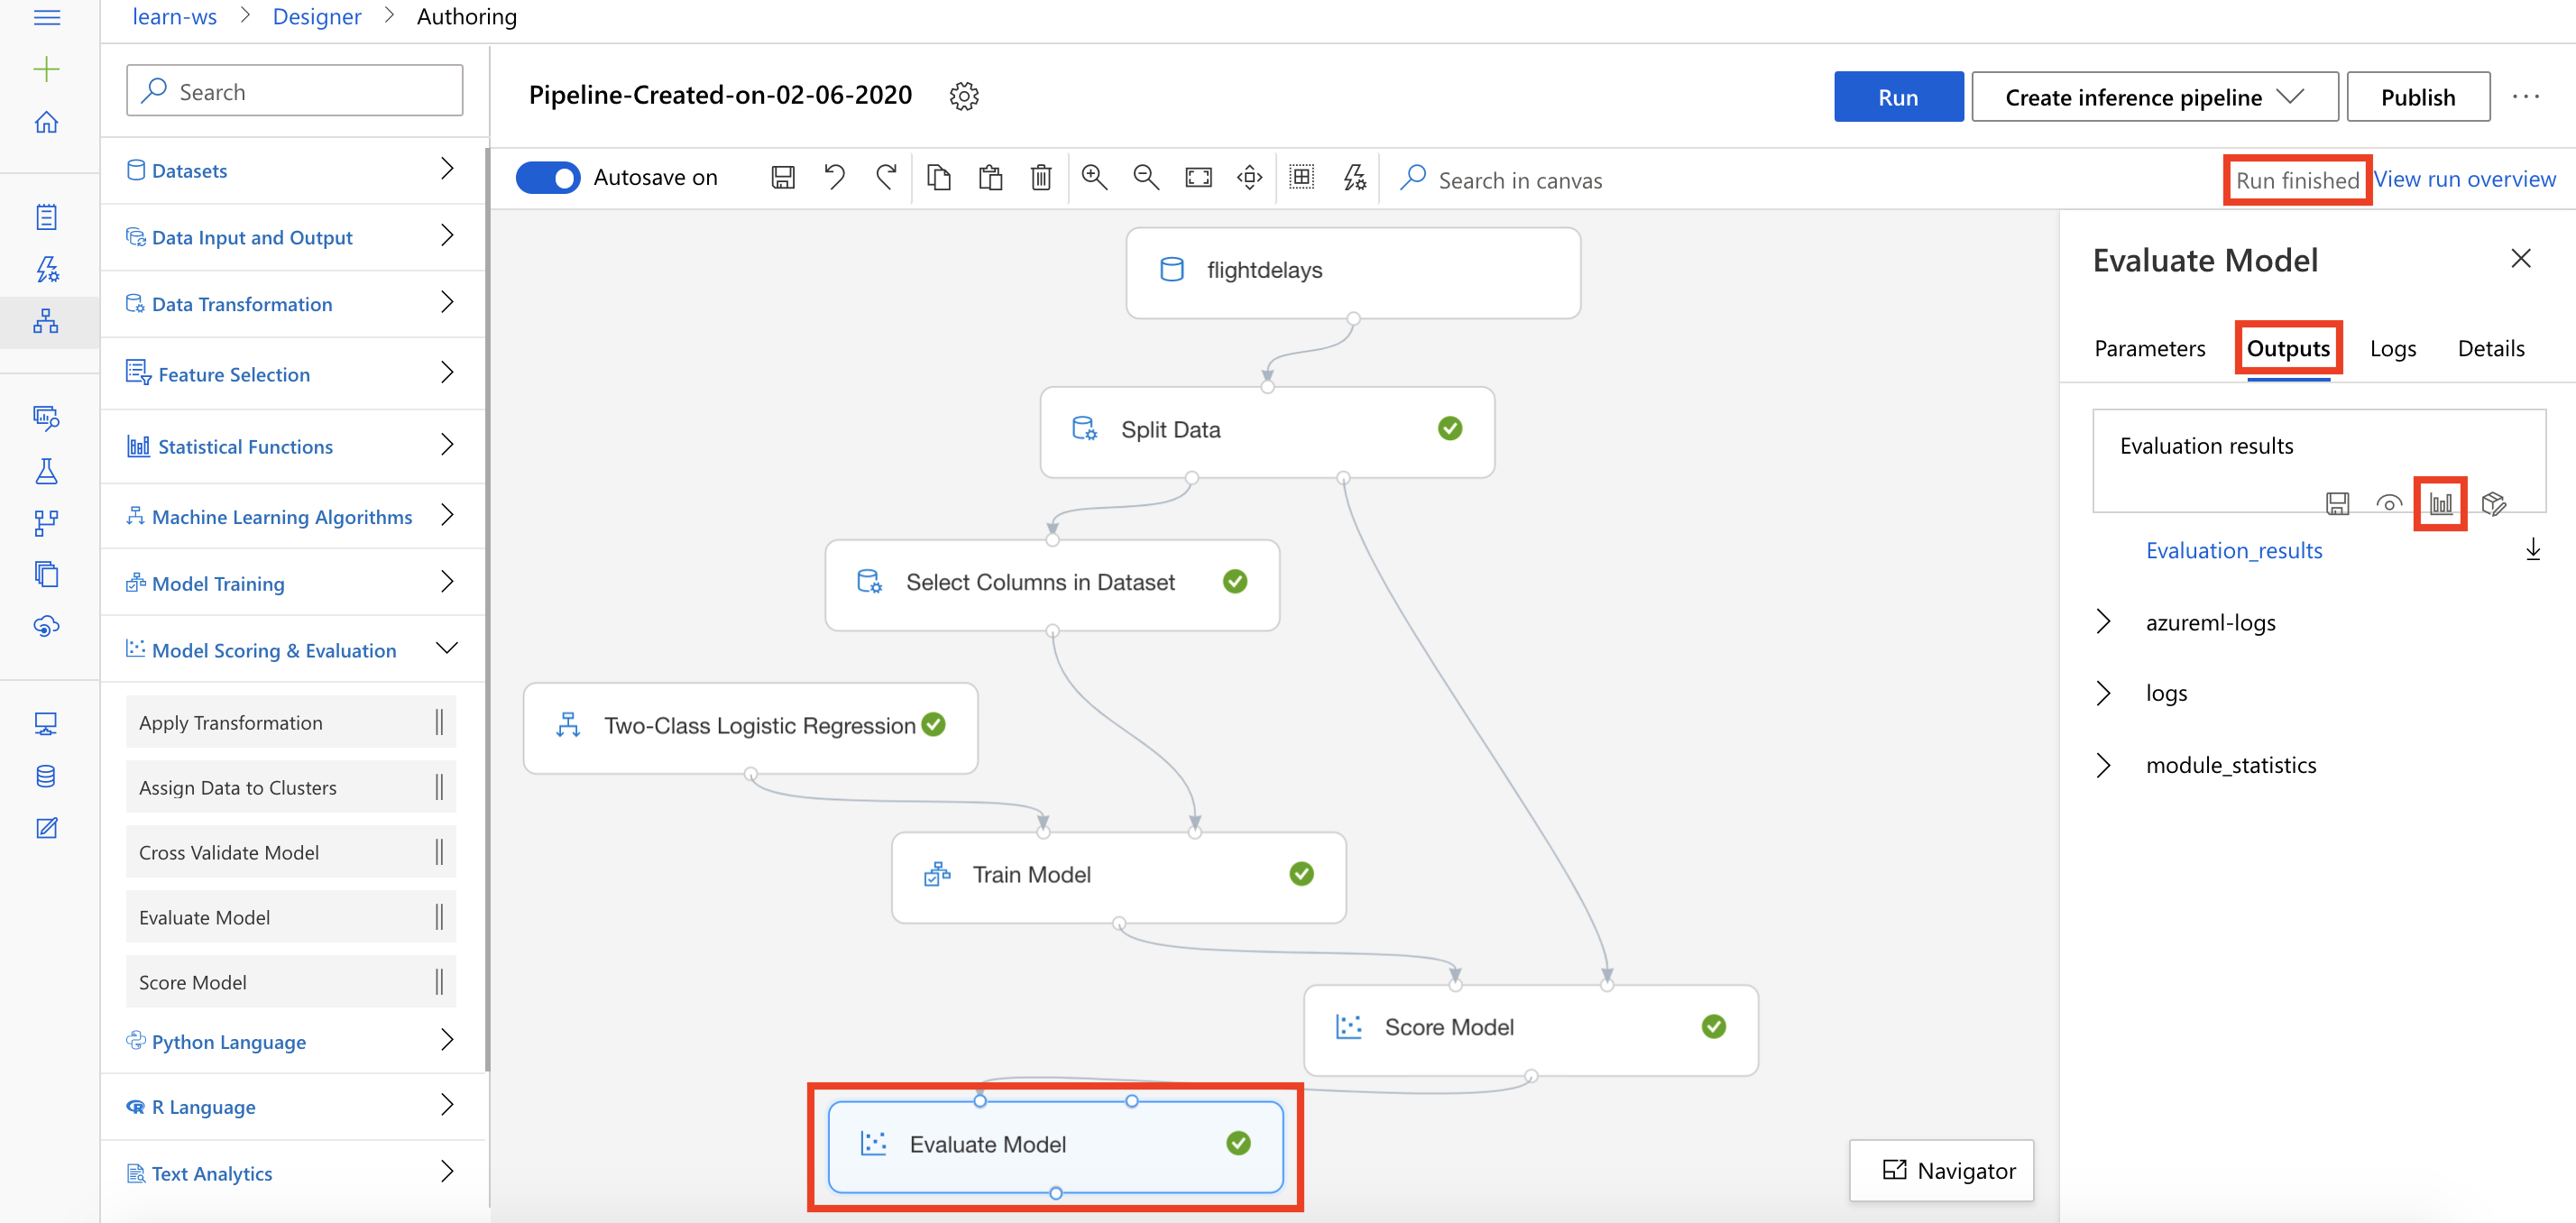 learn-ws > Designer > Authoring
Search
Datasets
Data Input and Output
Data Transformation
Feature Selection
Statistical Functions
Machine Learning Algorithms
Model Training
Model Scoring & Evaluation
Apply Transformation
Assign Data to Clusters
Cross Validate Model
Evaluate Model
Score Model
Python Language
R Language
Text Analytics
Pipeline-Created-on-02-06-2020
Run
Create inference pipeline
Publish
...
Autosave on
Search in canvas
Run finished
View run overview
flightdelays
Split Data
Select Columns in Dataset
Two-Class Logistic Regression
Train Model
Score Model
Evaluate Model
Navigator
Evaluate Model
Parameters
Outputs
Logs
Details
Evaluation results
Evaluation_results
azureml-logs
logs
module_statistics